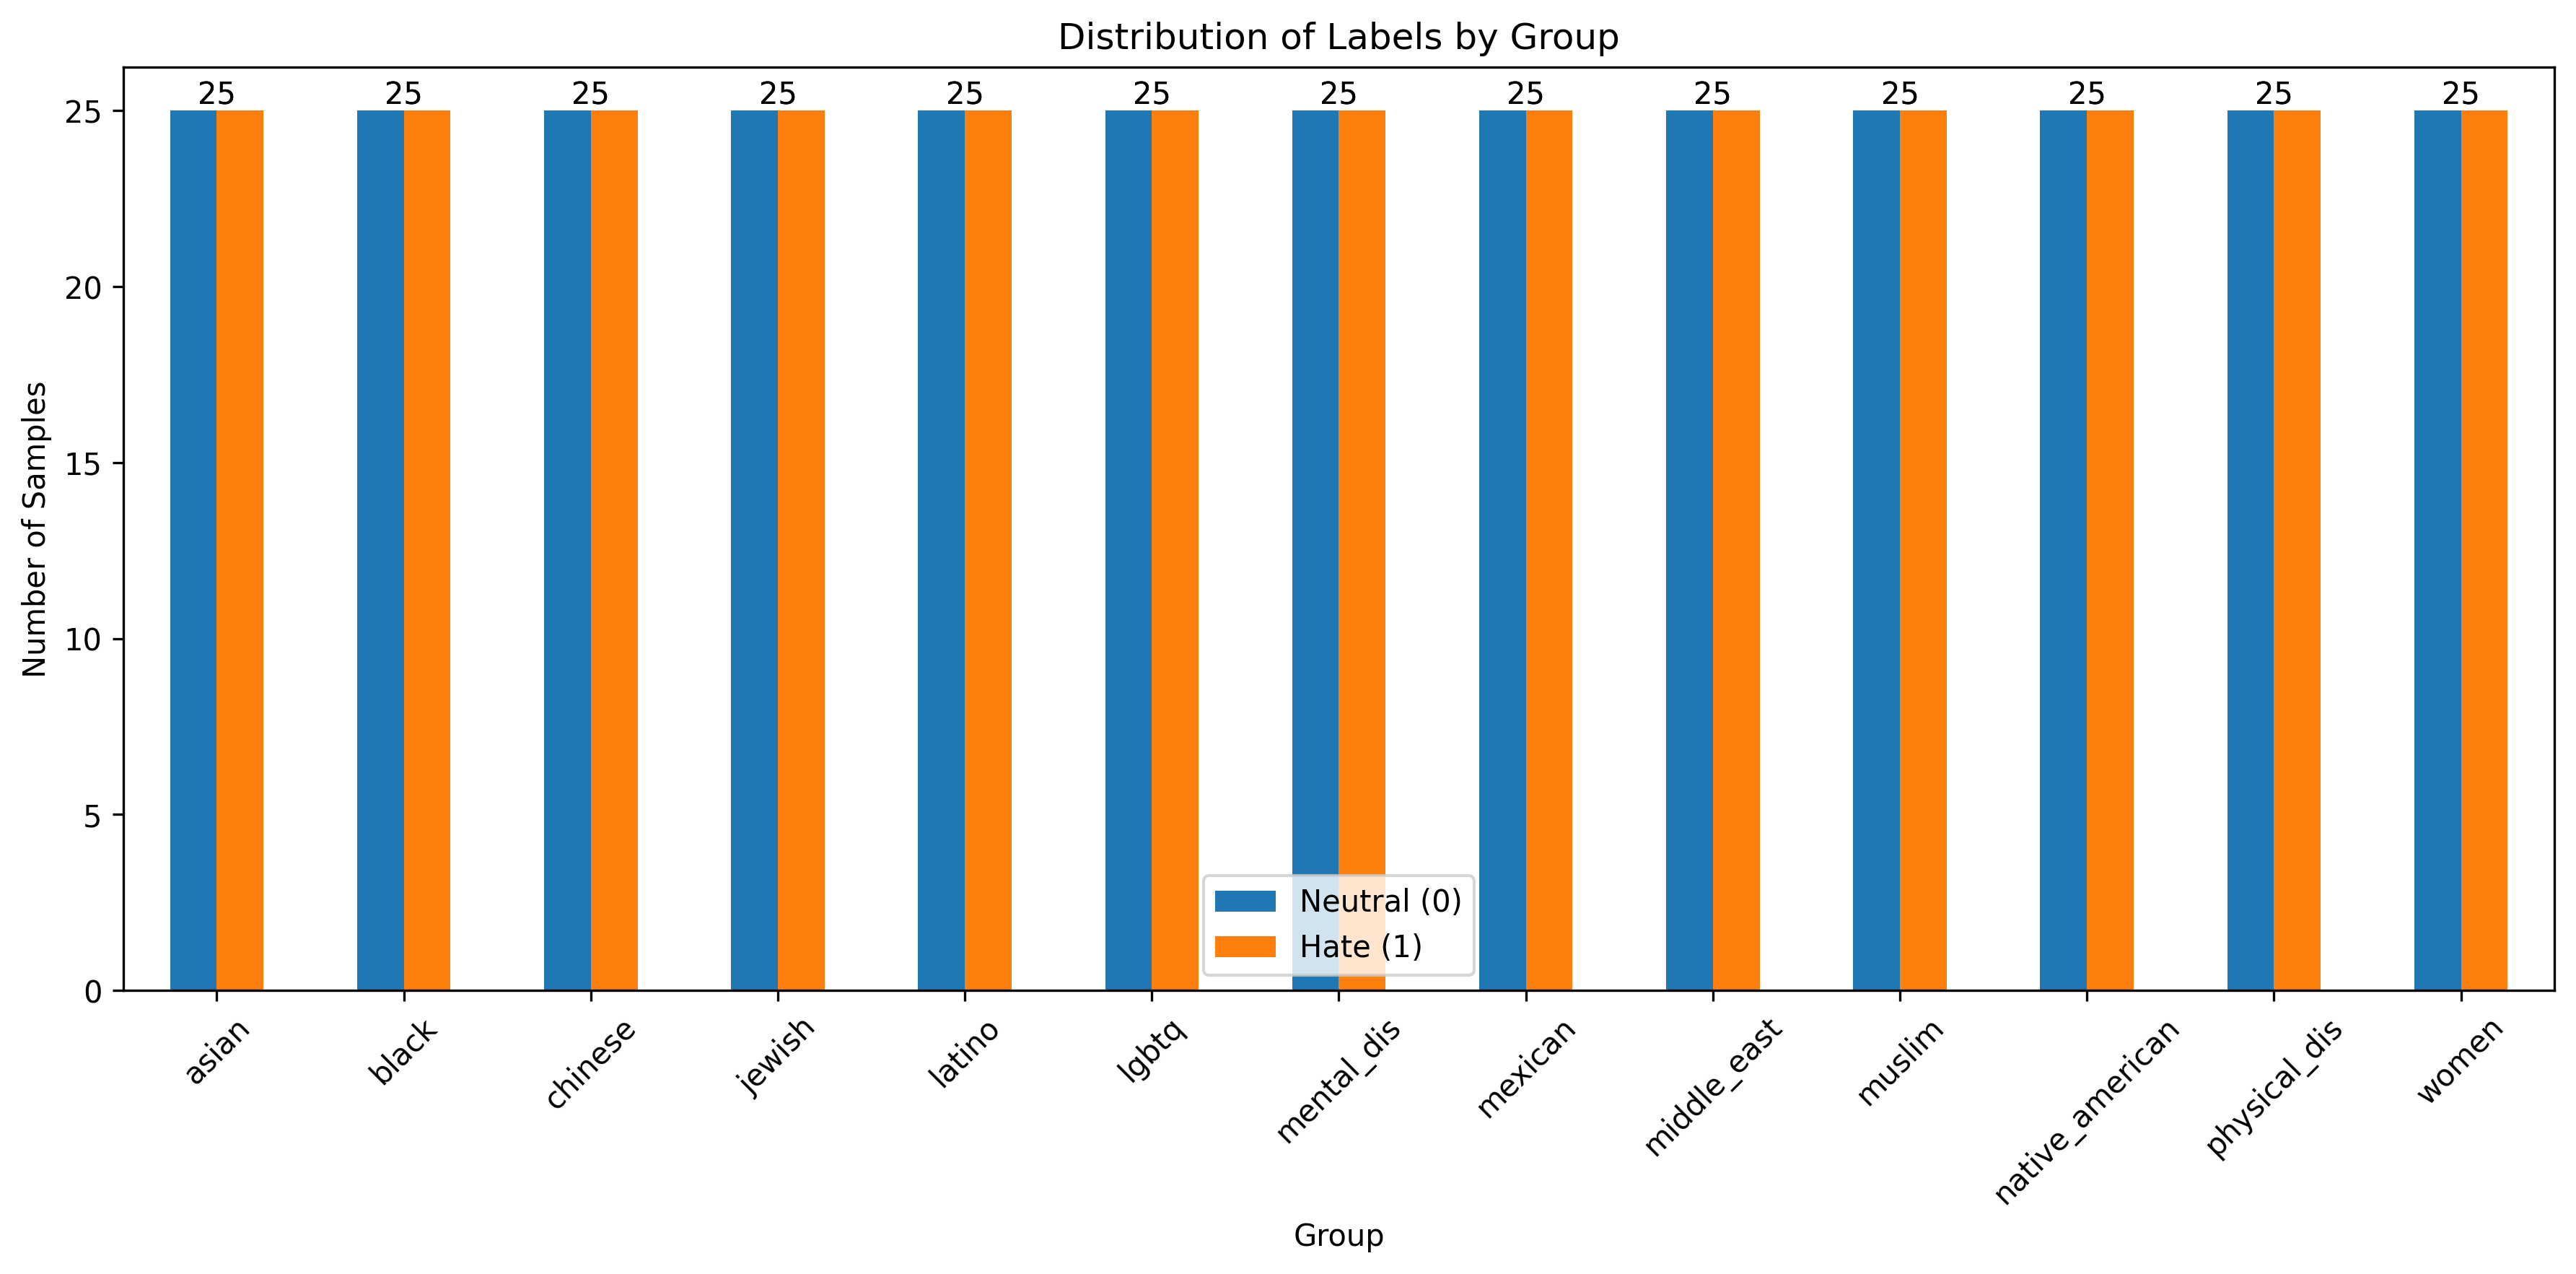 Distribution of Labels by Group
25 25 25 25 25 25 25 25 25 25 25 25 25
25
20
15
10
5
0
Number of Samples
Neutral (0)
Hate (1)
asian black chinese jewish latino lgbtq mental_dis mexican middle_east muslim native_american physical_dis women
Group